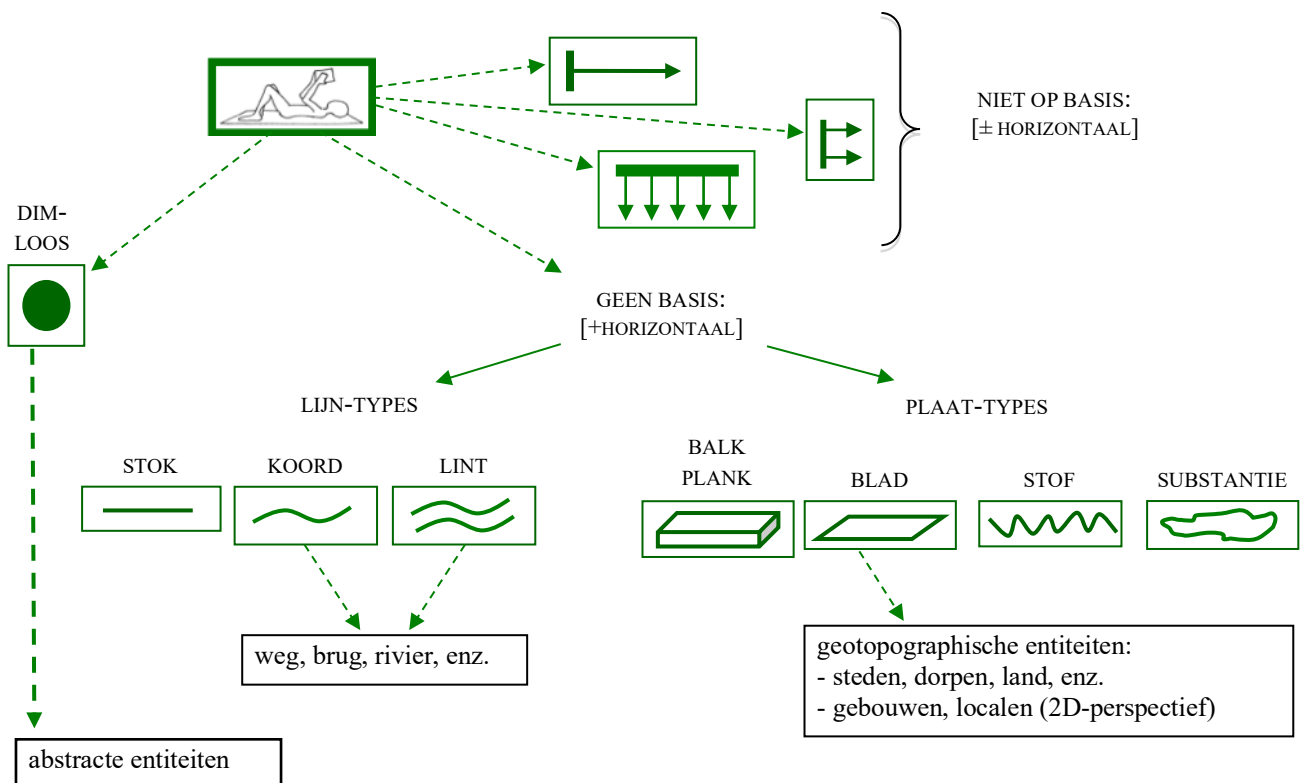 NIET OP BASIS:
[± HORIZONTAAL]
DIM-
LOOS
GEEN BASIS:
[+HORIZONTAAL]
LIJN-TYPES
PLAAT-TYPES
STOK
KOORD
LINT
BALK
PLANK
BLAD
STOF
SUBSTANTIE
weg, brug, rivier, enz.
geotopographische entiteiten:
- steden, dorpen, land, enz.
- gebouwen, localen (2D-perspectief)
abstracte entiteiten